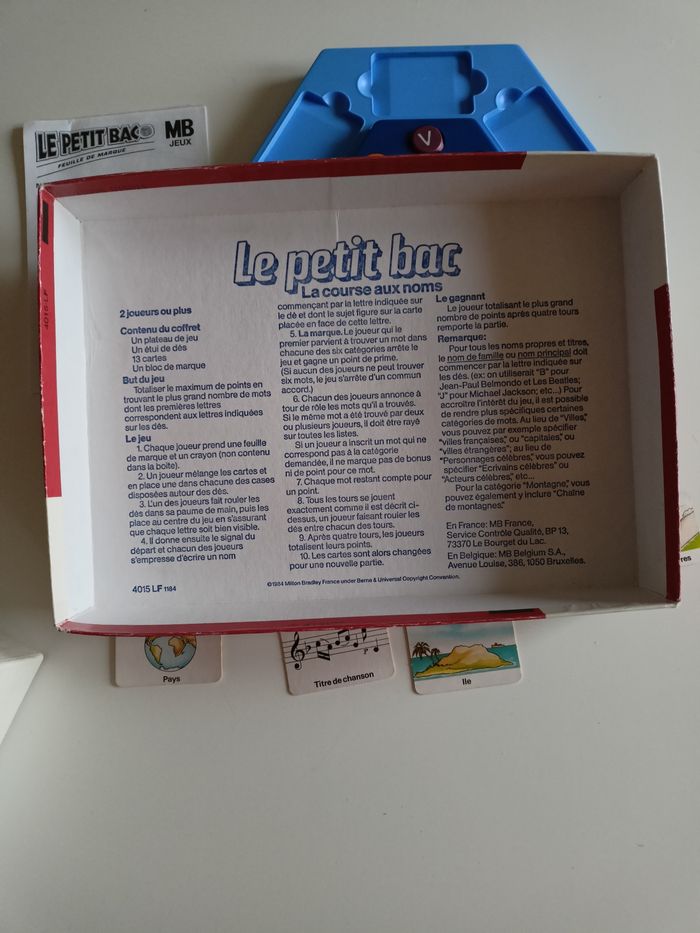 LE PETIT BAC
MB
JEUX
FEUILLE DE MARQUE
V
4015 LF
Le petit bac
La course aux noms
2 joueurs ou plus
Contenu du coffret
Un plateau de jeu
Un étui de dés
13 cartes
Un bloc de marque
But du jeu
Totaliser le maximum de points en
trouvant le plus grand nombre de mots
dont les premières lettres
correspondent aux lettres indiquées
sur les dés.
Le jeu
1. Chaque joueur prend une feuille
de marque et un crayon (non contenu
dans la boite).
2. Un joueur mélange les cartes et
en place une dans chacune des cases
disposées autour des dés.
3. L'un des joueurs fait rouler les
dés dans sa paume de main, puis les
place au centre du jeu en s'assurant
que chaque lettre soit bien visible.
4. Il donne ensuite le signal du
départ et chacun des joueurs
s'empresse d'écrire un nom
4015 LF 1184
commençant par la lettre indiquée sur
le dé et dont le sujet figure sur la carte
placée en face de cette lettre.
5. La marque. Le joueur qui le
premier parvient à trouver un mot dans
chacune des six catégories arrête le
jeu et gagne un point de prime.
(Si aucun des joueurs ne peut trouver
six mots, le jeu s'arrête d'un commun
accord.)
6. Chacun des joueurs annonce à
tour de rôle les mots qu'il a trouvés.
Si le même mot a été trouvé par deux
ou plusieurs joueurs, il doit être rayé
sur toutes les listes.
Si un joueur a inscrit un mot qui ne
correspond pas à la catégorie
demandée, il ne marque pas de bonus
ni de point pour ce mot.
7. Chaque mot restant compte pour
un point.
8. Tous les tours se jouent
exactement comme il est décrit ci-
dessus, un joueur faisant rouler les
dés entre chacun des tours.
9. Après quatre tours, les joueurs
totalisent leurs points.
10. Les cartes sont alors changées
pour une nouvelle partie.
Le gagnant
Le joueur totalisant le plus grand
nombre de points après quatre tours
remporte la partie.
Remarque:
Pour tous les noms propres et titres,
le nom de famille ou nom principal doit
commencer par la lettre indiquée sur
les dés. (ex: on utiliserait "B" pour
Jean-Paul Belmondo et Les Beatles;
"J" pour Michael Jackson; etc...) Pour
accroître l'intérêt du jeu, il est possible
de rendre plus spécifiques certaines
catégories de mots. Au lieu de "Villes,"
vous pouvez par exemple spécifier
"villes françaises," ou "capitales," ou
"villes étrangères"; au lieu de
"Personnages célèbres," vous pouvez
spécifier "Ecrivains célèbres" ou
"Acteurs célèbres," etc...
Pour la catégorie "Montagne," vous
pouvez également y inclure "Chaîne
de montagnes."
En France: MB France,
Service Contrôle Qualité, BP 13,
73370 Le Bourget du Lac.
En Belgique: MB Belgium S.A.,
Avenue Louise, 386, 1050 Bruxelles.
©1984 Milton Bradley France under Berne & Universal Copyright Convention.
res
Pays
Titre de chanson
Ile